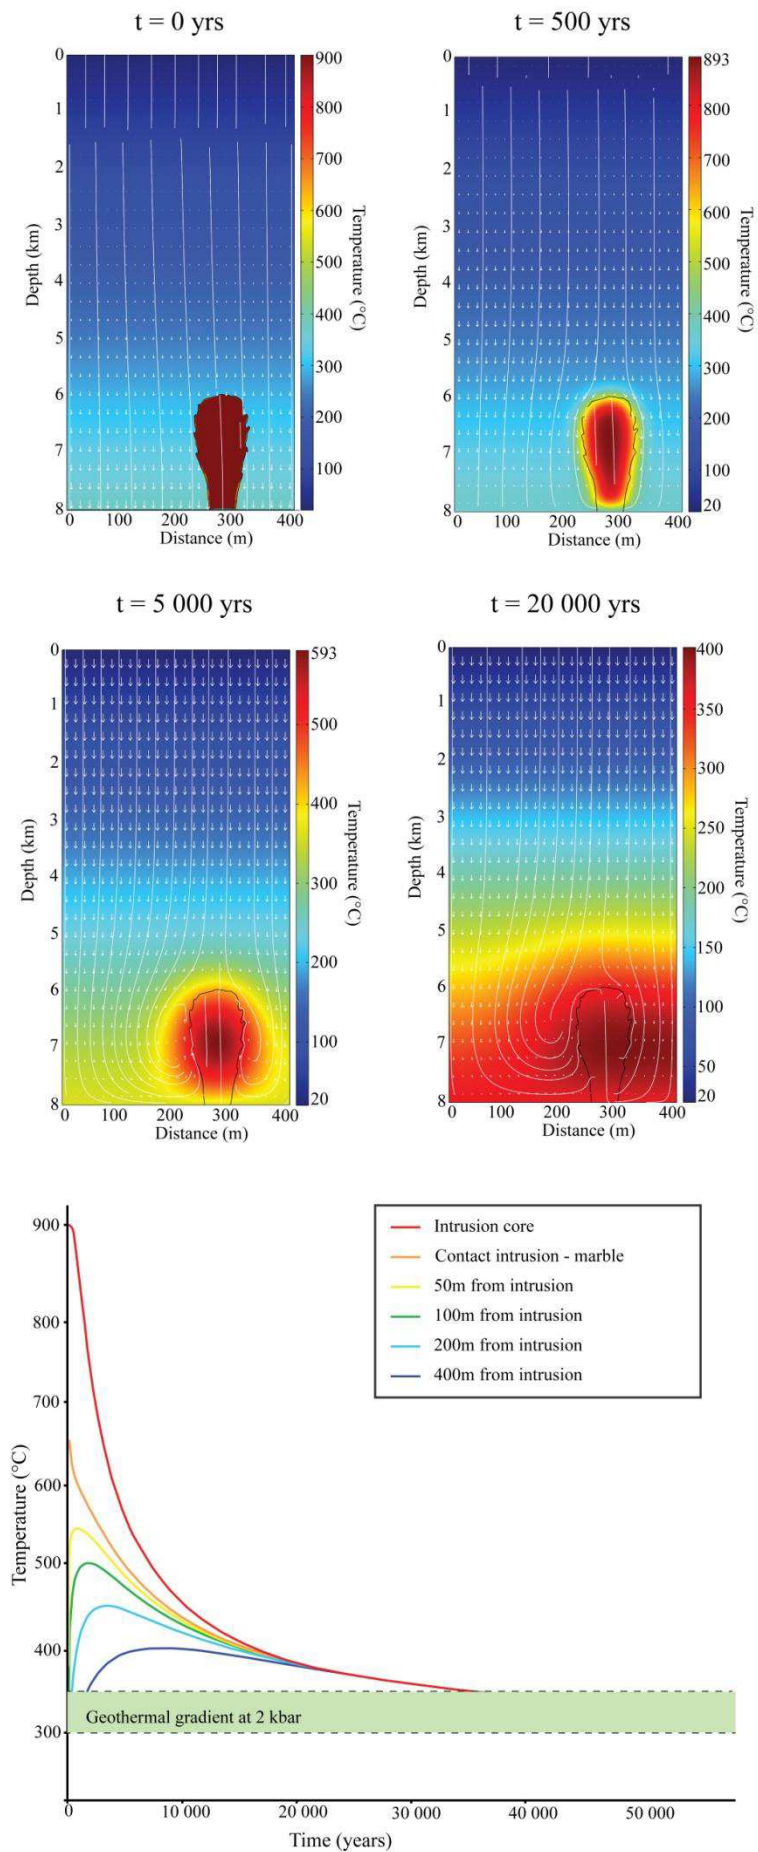 t = 0 yrs
t = 500 yrs
0
1
2
3
4
5
6
7
8
Depth (km)
0 100 200 300 400
Distance (m)
900
800
700
600
500
400
300
200
100
Temperature (°C)
0
1
2
3
4
5
6
7
8
Depth (km)
0 100 200 300 400
Distance (m)
893
800
700
600
500
400
300
200
100
20
Temperature (°C)
t = 5 000 yrs
t = 20 000 yrs
0
1
2
3
4
5
6
7
8
Depth (km)
0 100 200 300 400
Distance (m)
593
500
400
300
200
100
20
Temperature (°C)
0
1
2
3
4
5
6
7
8
Depth (km)
0 100 200 300 400
Distance (m)
400
350
300
250
200
150
100
50
20
Temperature (°C)
900
800
700
600
500
400
300
Temperature (°C)
Intrusion core
Contact intrusion - marble
50m from intrusion
100m from intrusion
200m from intrusion
400m from intrusion
Geothermal gradient at 2 kbar
0 10 000 20 000 30 000 40 000 50 000
Time (years)